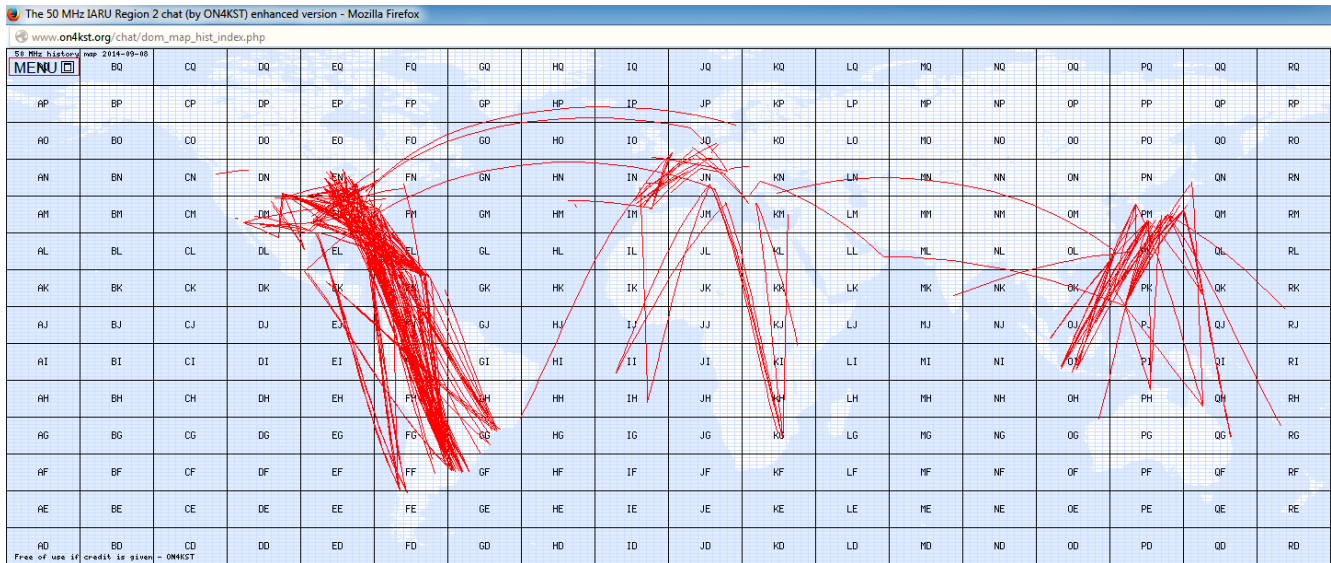 The 50 MHz IARU Region 2 chat (by ON4KST) enhanced version - Mozilla Firefox
www.on4kst.org/chat/dom_map_hist_index.php
50 MHz history map 2014-09-08
MENU BQ CQ DQ EQ FQ GQ HQ IQ JQ KQ LQ MQ NQ OQ PQ QQ RQ
AP BP CP DP EP FP GP HP IP JP KP LP MP NP OP PP QP RP
AO BO CO DO EO FO GO HO IO JO KO LO MO NO OO PO QO RO
AN BN CN DN EN FN GN HN IN JN KN LN MN NN ON PN QN RN
AM BM CM DM FM GM HM IM JM KM LM MM NM OM PM QM RM
AL BL CL DL EL FL GL HL IL JL KL LL ML NL OL QL RL
AK BK CK DK EK GK HK IK JK KK LK MK NK OK PK QK RK
AJ BJ CJ DJ EJ GJ HJ IJ JJ KJ LJ MJ NJ OJ PJ QJ RJ
AI BI CI DI EI GI HI II JI KI LI MI NI OI PI QI RI
AH BH CH DH EH FH GH HH IH JH KH LH MH NH OH PH QH RH
AG BG CG DG EG FG GG HG IG JG KG LG MG NG OG PG QG RG
AF BF CF DF EF FF GF HF IF JF KF LF MF NF OF PF QF RF
AE BE CE DE EE FE GE HE IE JE KE LE ME NE OE PE QE RE
AD BD CD DD ED FD GD HD ID JD KD LD MD ND OD PD QD RD
Free of use if credit is given - ON4KST